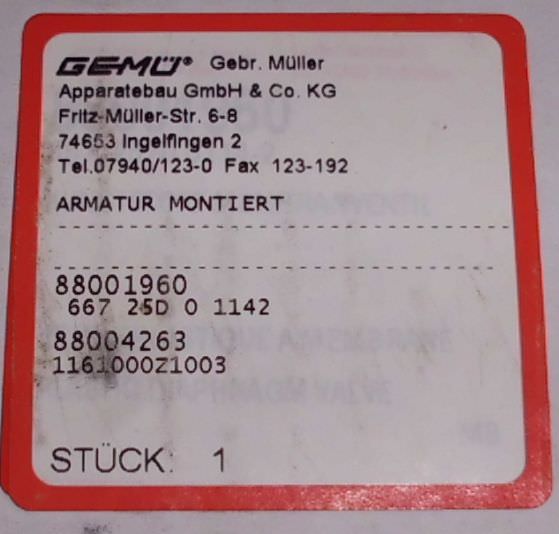 GEMÜ® Gebr. Müller
Apparatebau GmbH & Co. KG
Fritz-Müller-Str. 6-8
74653 Ingelfingen 2
Tel.07940/123-0 Fax 123-192
ARMATUR MONTIERT
88001960
667 25D 0 1142
88004263
1161000Z1003
STÜCK: 1